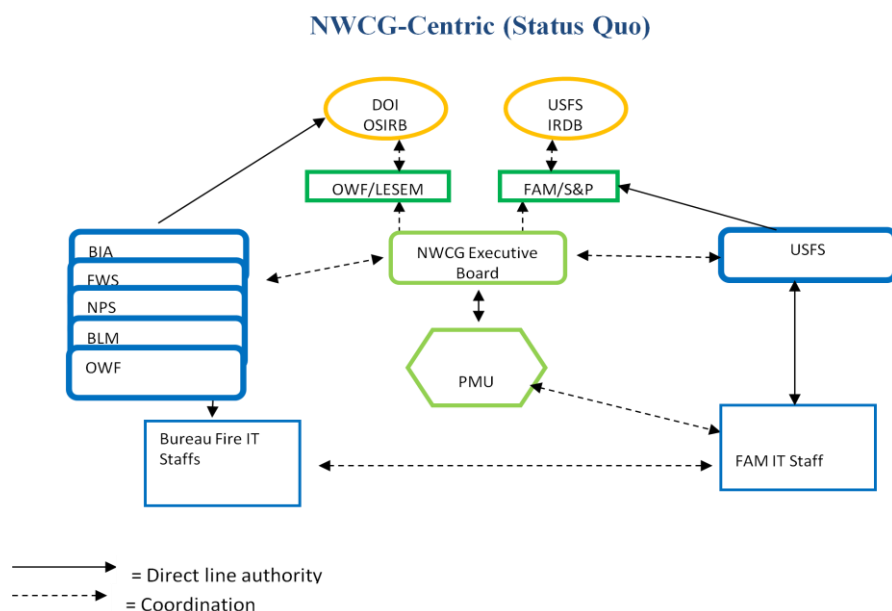 NWCG-Centric (Status Quo)
DOI
OSIRB
USFS
IRDB
OWF/LESEM
FAM/S&P
BIA
FWS
NPS
BLM
OWF
NWCG Executive
Board
USFS
PMU
Bureau Fire IT
Staffs
FAM IT Staff
= Direct line authority
= Coordination